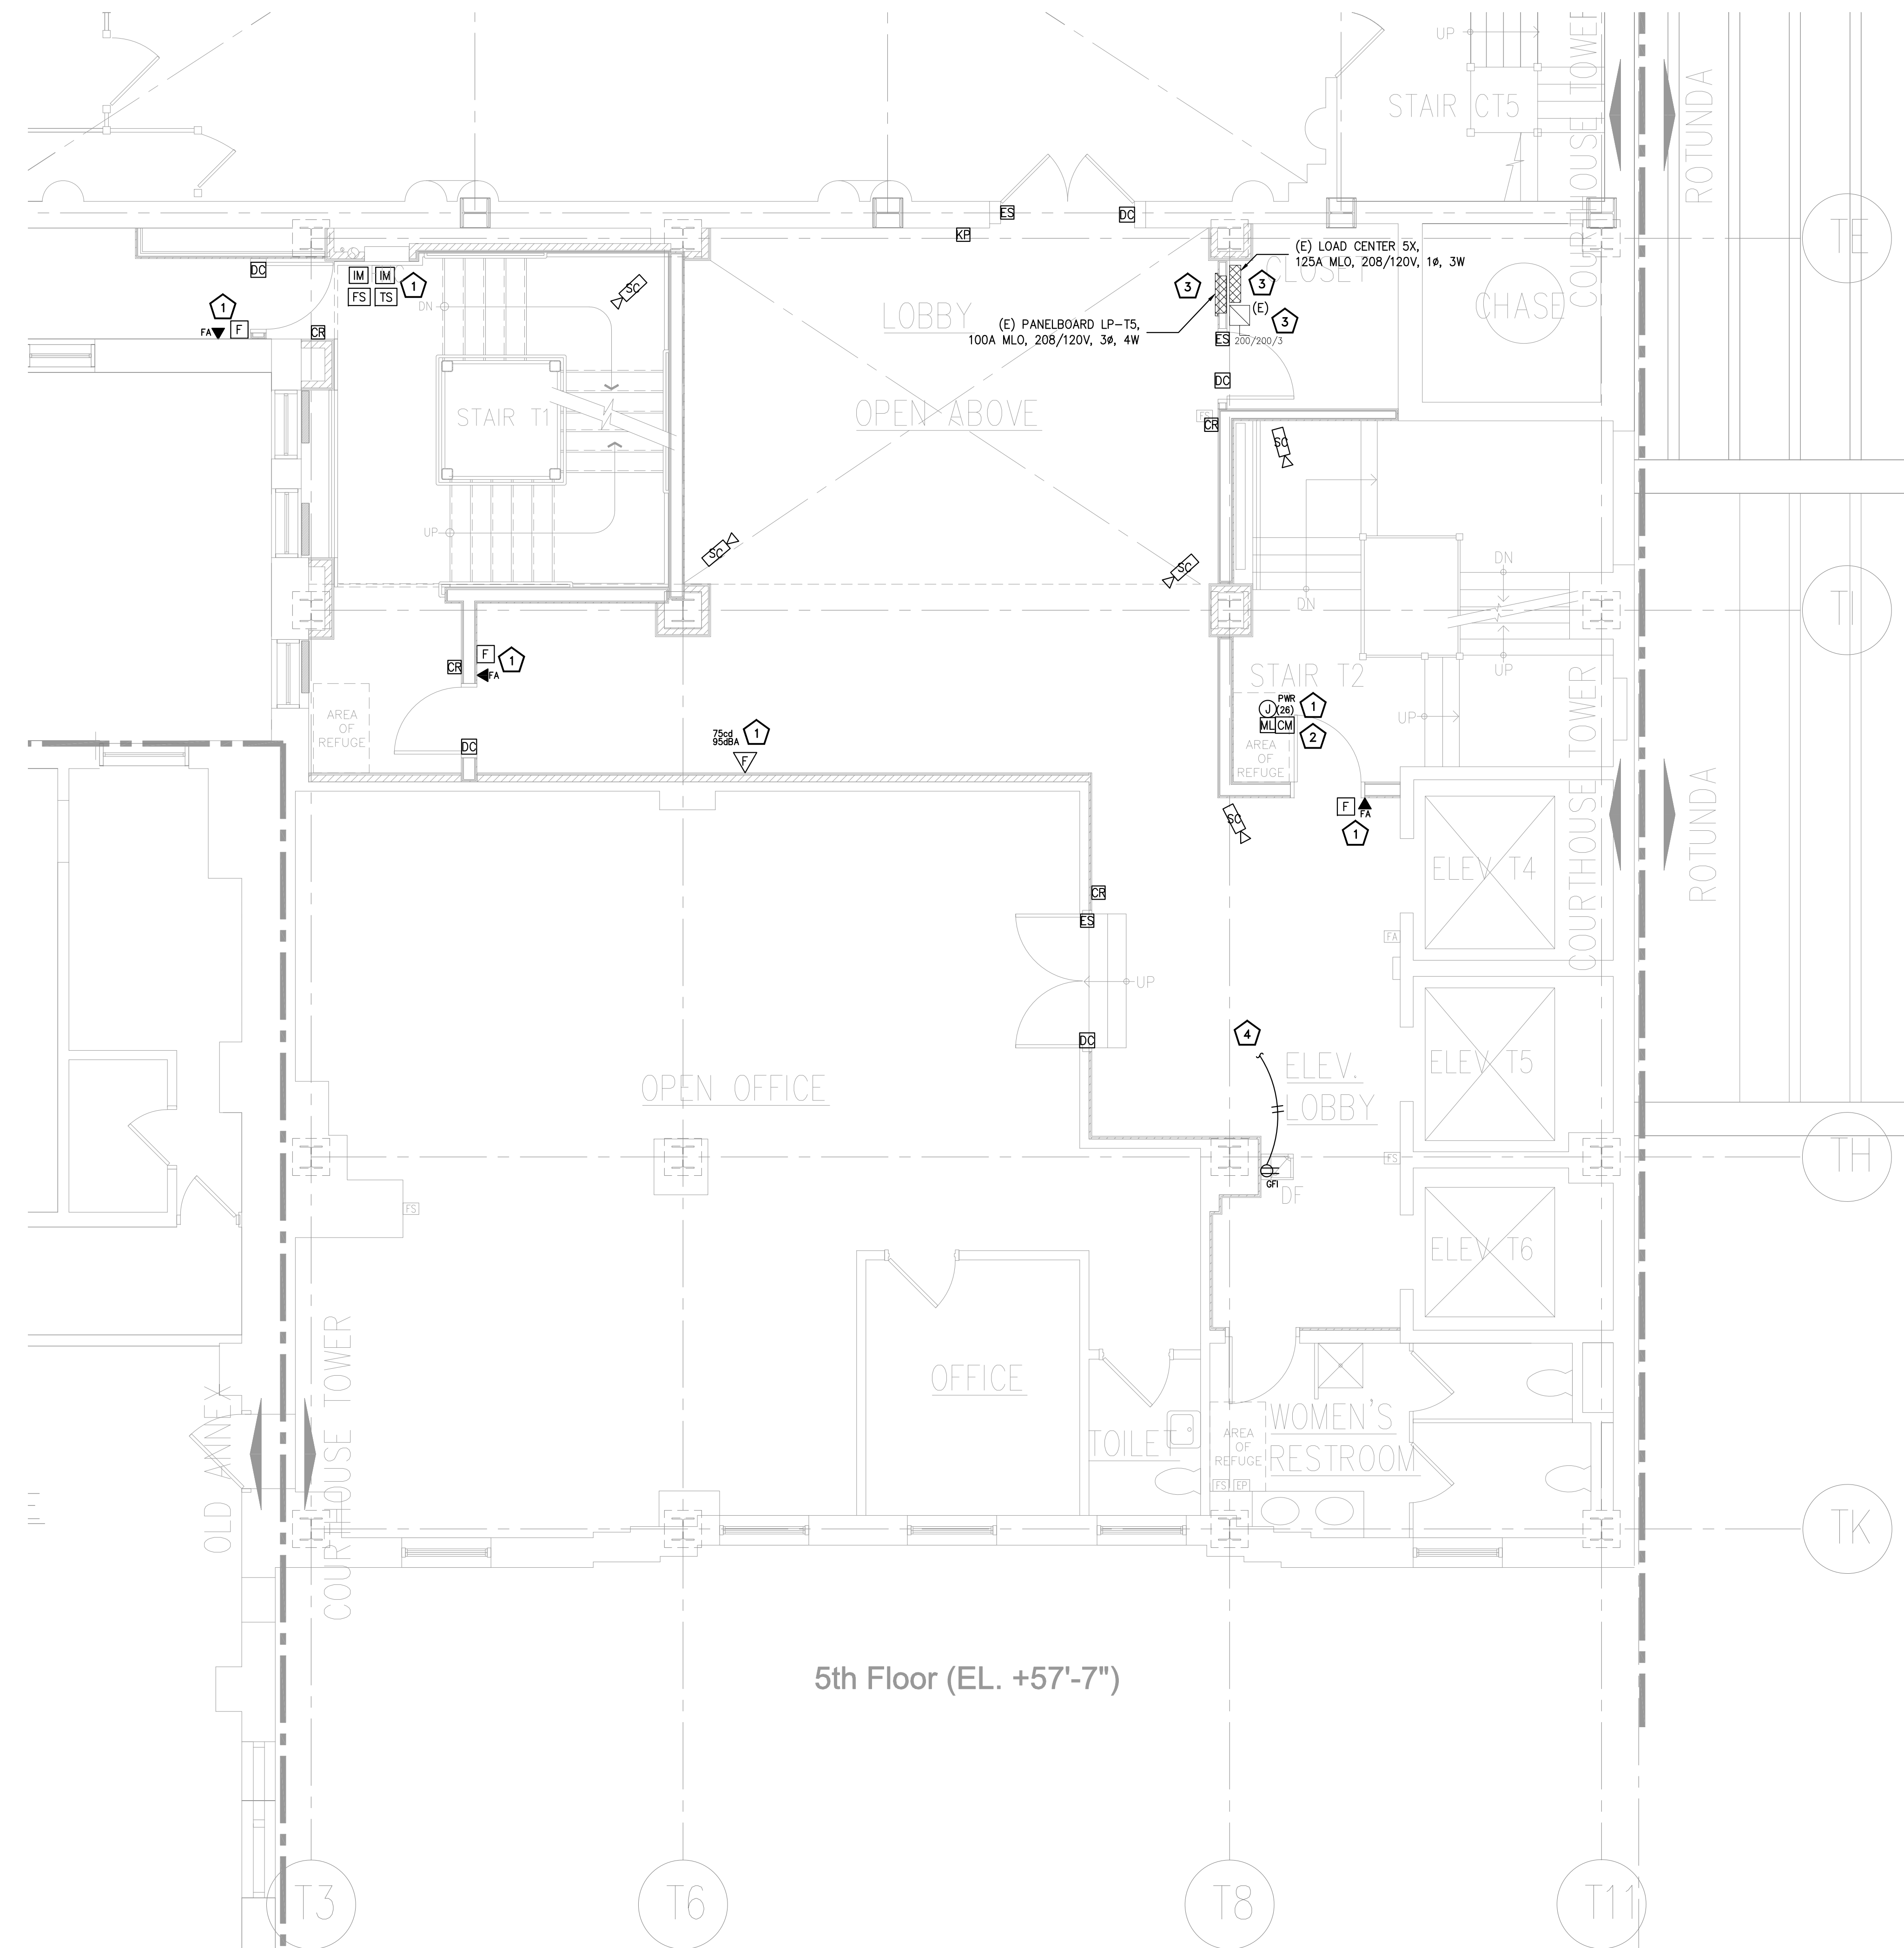 UP
STAIR CT5
COURTHOUSE TOWER
ROTUNDA
TE
ES
DC
KP
DC
IM
IM
1
FS
TS
1
FA
F
CR
DN
SC
LOBBY
(E) LOAD CENTER 5X,
125A MLO, 208/120V, 1ø, 3W
CLOSET
3
3
(E)
3
CHASE
(E) PANELBOARD LP-T5,
100A MLO, 208/120V, 3ø, 4W
ES
200/200/3
DC
STAIR T1
OPEN ABOVE
FS
CR
SC
UP
SC
SC
DN
DN
TI
CR
F
1
FA
STAIR T2
UP
AREA
OF
REFUGE
DC
75cd
95dBA
1
F
PWR
J
(26)
1
ML
CM
2
AREA
OF
REFUGE
UP
COURTHOUSE TOWER
ROTUNDA
SC
F
FA
1
ELEV T4
CR
ES
FA
UP
DC
4
ELEV.
LOBBY
ELEV T5
OPEN OFFICE
FS
TH
GFI
DF
FS
ELEV T6
OFFICE
TOILET
WOMEN'S
RESTROOM
AREA
OF
REFUGE
FS
EP
OLD ANNEX
COURTHOUSE TOWER
TK
5th Floor (EL. +57'-7")
T3
T6
T8
T11